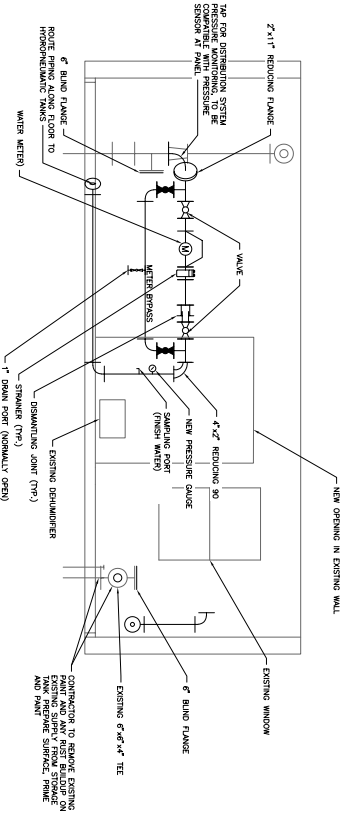 2"x11" REDUCING FLANGE
TAP FOR DISTRIBUTION SYSTEM
PRESSURE MONITORING, TO BE
COMPATIBLE WITH PRESSURE
SENSOR AT PANEL
6" BLIND FLANGE
ROUTE PIPING ALONG FLOOR TO
HYDROPNEUMATIC TANKS
WATER METER
VALVE
M
METER BYPASS
1" DRAIN PORT (NORMALLY OPEN)
STRAINER (TYP.)
DISMANTLING JOINT (TYP.)
EXISTING DEHUMIDIFIER
SAMPLING PORT
(FINISH WATER)
NEW PRESSURE GAUGE
4"x2" REDUCING 90
NEW OPENING IN EXISTING WALL
EXISTING WINDOW
6" BLIND FLANGE
EXISTING 6"x6"x4" TEE
CONTRACTOR TO REMOVE EXISTING
PAINT AND ANY RUST BUILDUP ON
EXISTING SUPPLY FROM STORAGE
TANK PREPARE SURFACE, PRIME
AND PAINT